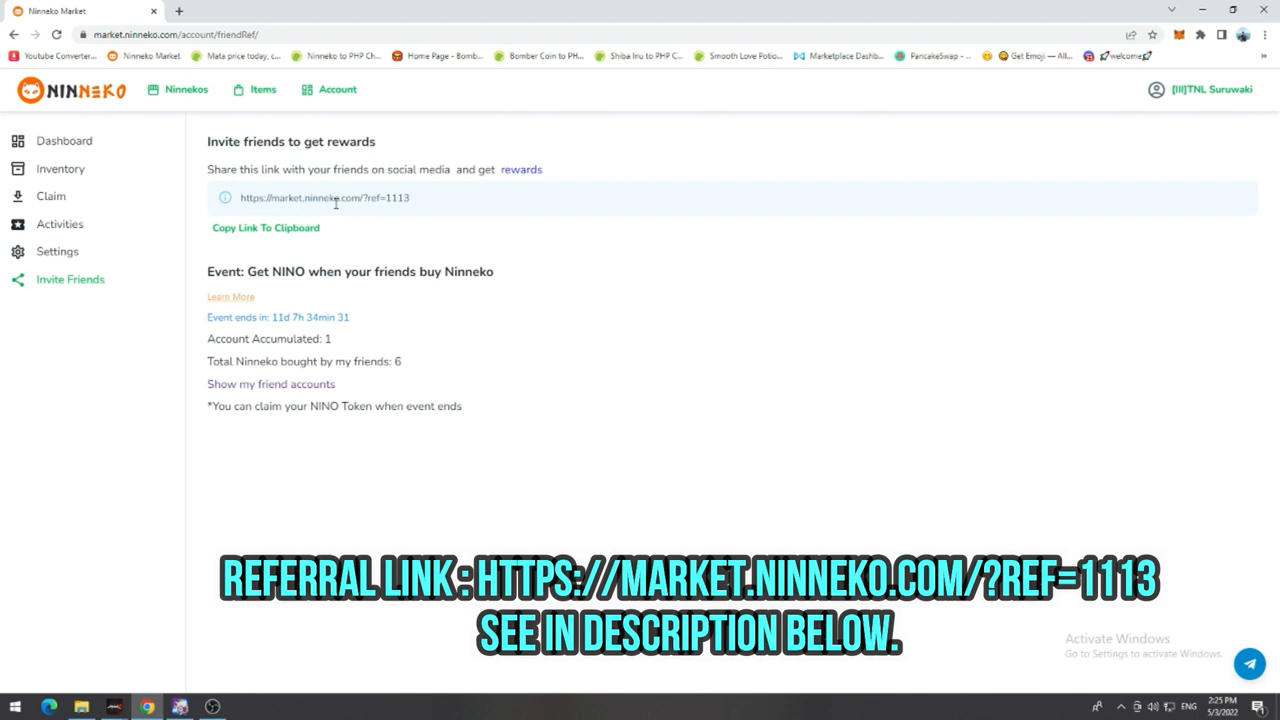 Ninneko Market
market.ninneko.com/account/friendRef/
Youtube Converter...
Ninneko Market
Mata price today, c...
Ninneko to PHP Ch...
Home Page - Bomb...
Bomber Coin to PH...
Shiba Inu to PHP C...
Smooth Love Potio...
Marketplace Dashb...
PancakeSwap - ...
Get Emoji — All...
welcome
NINNEKO
Ninnekos
Items
Account
[III]TNL Suruwaki
Dashboard
Inventory
Claim
Activities
Settings
Invite Friends
Invite friends to get rewards
Share this link with your friends on social media and get rewards
https://market.ninneko.com/?ref=1113
Copy Link To Clipboard
Event: Get NINO when your friends buy Ninneko
Learn More
Event ends in: 11d 7h 34min 31
Account Accumulated: 1
Total Ninneko bought by my friends: 6
Show my friend accounts
*You can claim your NINO Token when event ends
REFERRAL LINK : HTTPS://MARKET.NINNEKO.COM/?REF=1113
SEE IN DESCRIPTION BELOW.
Activate Windows
Go to Settings to activate Windows.
ENG
2:25 PM
5/3/2022